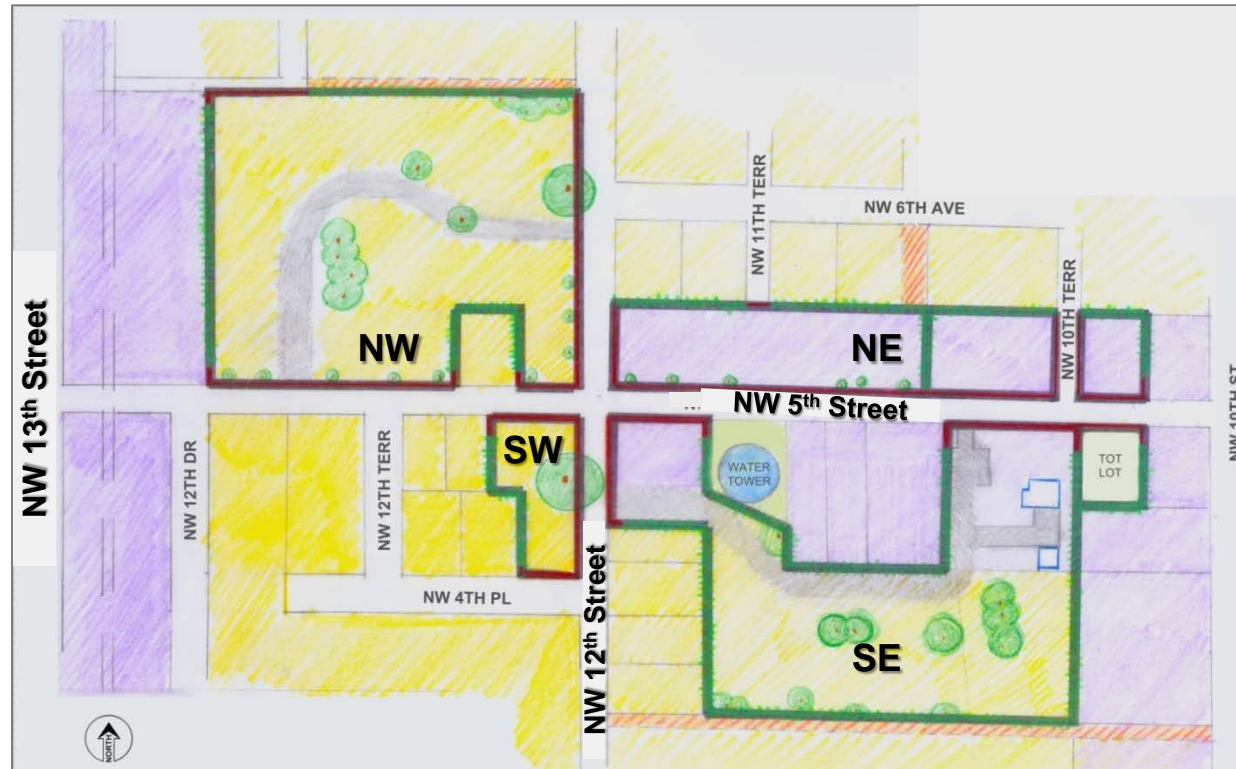 NW 6TH AVE
NW 11TH TERR
NW 10TH TERR
NW 13th Street
NW
NE
NW 5th Street
NW 10TH ST
NW 12TH DR
NW 12TH TERR
SW
WATER
TOWER
TOT
LOT
NW 4TH PL
NW 12th Street
SE
NORTH